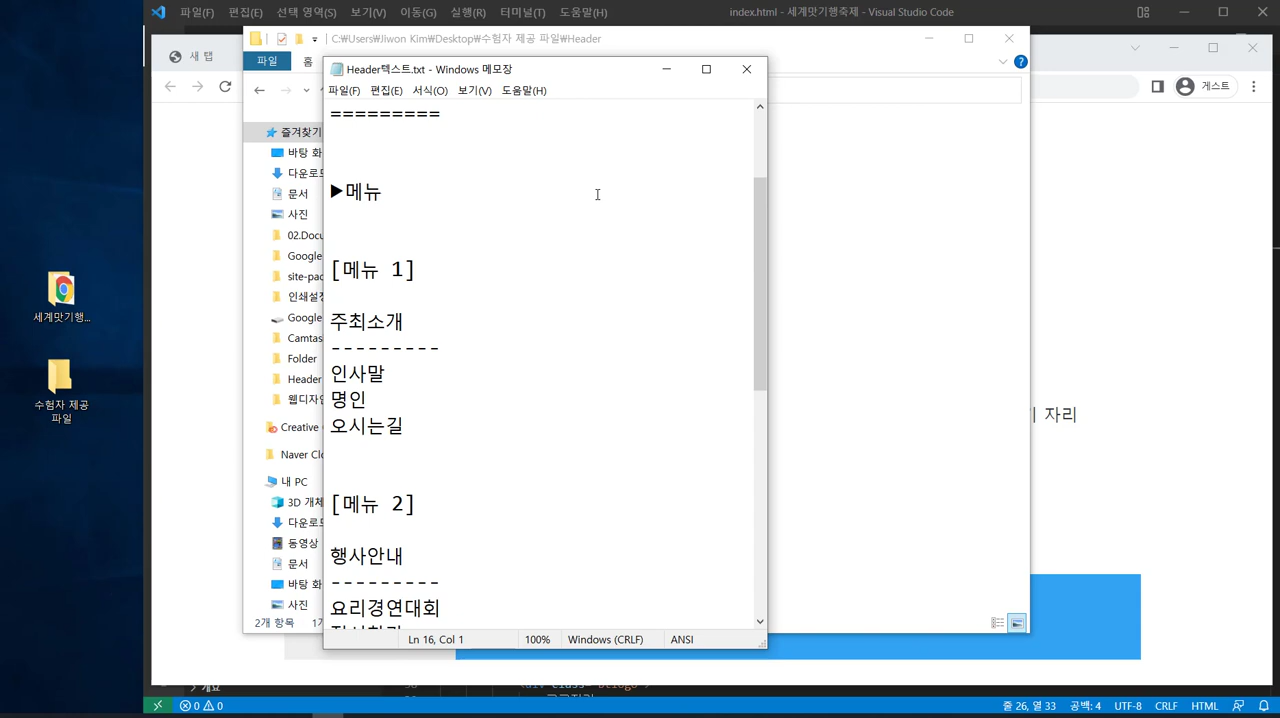 파일(F) 편집(E) 선택 영역(S) 보기(V) 이동(G) 실행(R) 터미널(T) 도움말(H) index.html - 세계맛기행축제 - Visual Studio Code
C:₩Users₩Jiwon Kim₩Desktop₩수험자 제공 파일₩Header
새 탭
파일 홈
게스트
Header텍스트.txt - Windows 메모장
파일(F) 편집(E) 서식(O) 보기(V) 도움말(H)
=========
▶메뉴
[메뉴 1]
주최소개
---------
인사말
명인
오시는길
[메뉴 2]
행사안내
---------
요리경연대회
즐겨찾기
바탕 화
다운로드
문서
사진
02.Docu
Google
site-pac
인쇄설정
Google
Camtas
Folder
Header
웹디자인
Creative
Naver Clo
내 PC
3D 개체
다운로드
동영상
문서
바탕 화
사진
2개 항목
Ln 16, Col 1 100% Windows (CRLF) ANSI
세계맛기행...
수험자 제공
파일
자리
개요
0 0 줄 26, 열 33 공백: 4 UTF-8 CRLF HTML